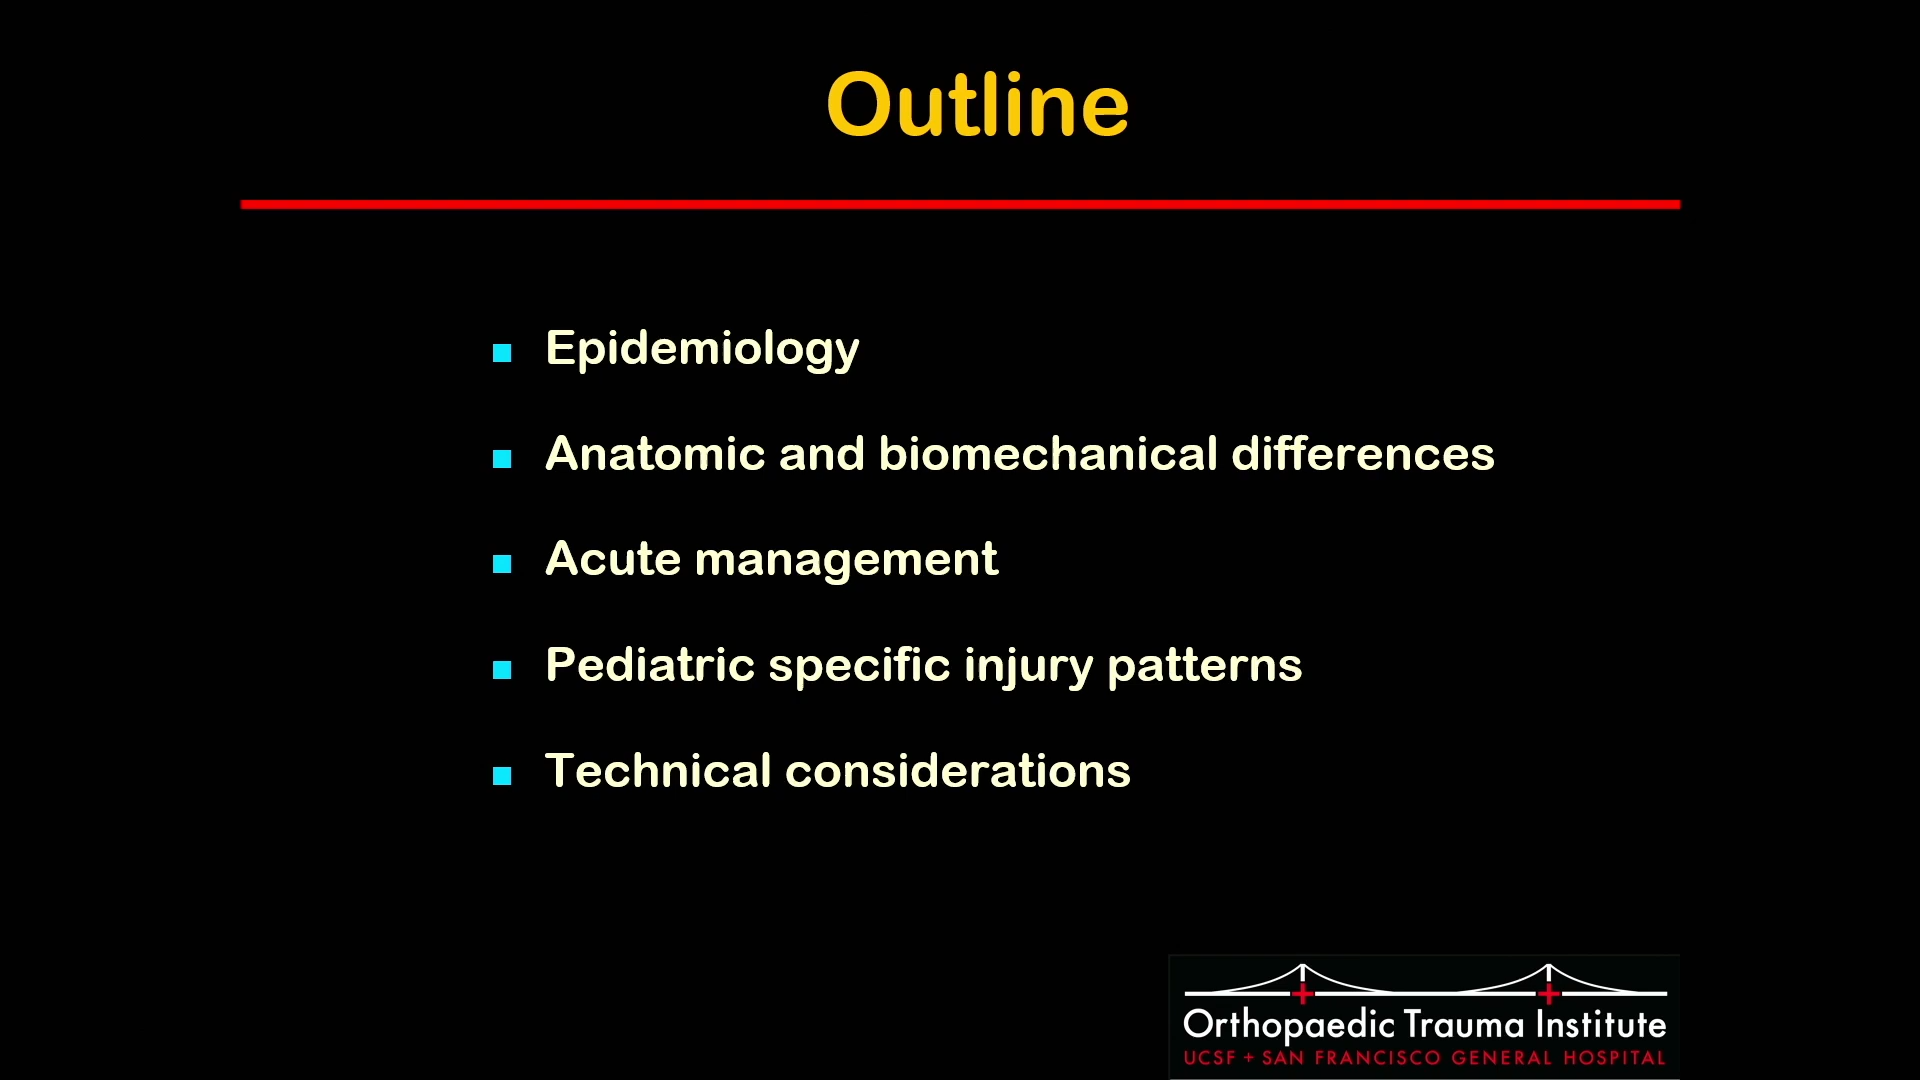 Outline
Epidemiology
Anatomic and biomechanical differences
Acute management
Pediatric specific injury patterns
Technical considerations
Orthopaedic Trauma Institute
UCSF + SAN FRANCISCO GENERAL HOSPITAL